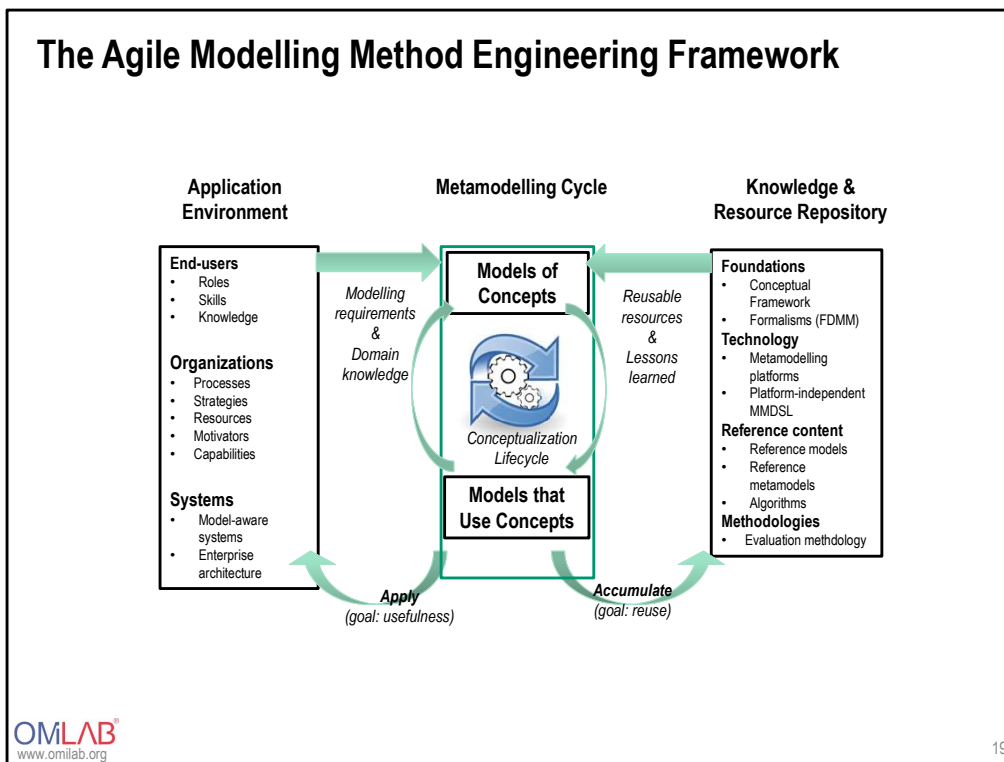 The Agile Modelling Method Engineering Framework
Application
Environment
End-users
• Roles
• Skills
• Knowledge
Organizations
• Processes
• Strategies
• Resources
• Motivators
• Capabilities
Systems
• Model-aware
systems
• Enterprise
architecture
Modelling
requirements
&
Domain
knowledge
Metamodelling Cycle
Models of
Concepts
Conceptualization
Lifecycle
Models that
Use Concepts
Reusable
resources
&
Lessons
learned
Knowledge &
Resource Repository
Foundations
• Conceptual
Framework
• Formalisms (FDMM)
Technology
• Metamodelling
platforms
• Platform-independent
MMDSL
Reference content
• Reference models
• Reference
metamodels
• Algorithms
Methodologies
• Evaluation methdology
Apply
(goal: usefulness)
Accumulate
(goal: reuse)
OMiLAB®
www.omilab.org
19